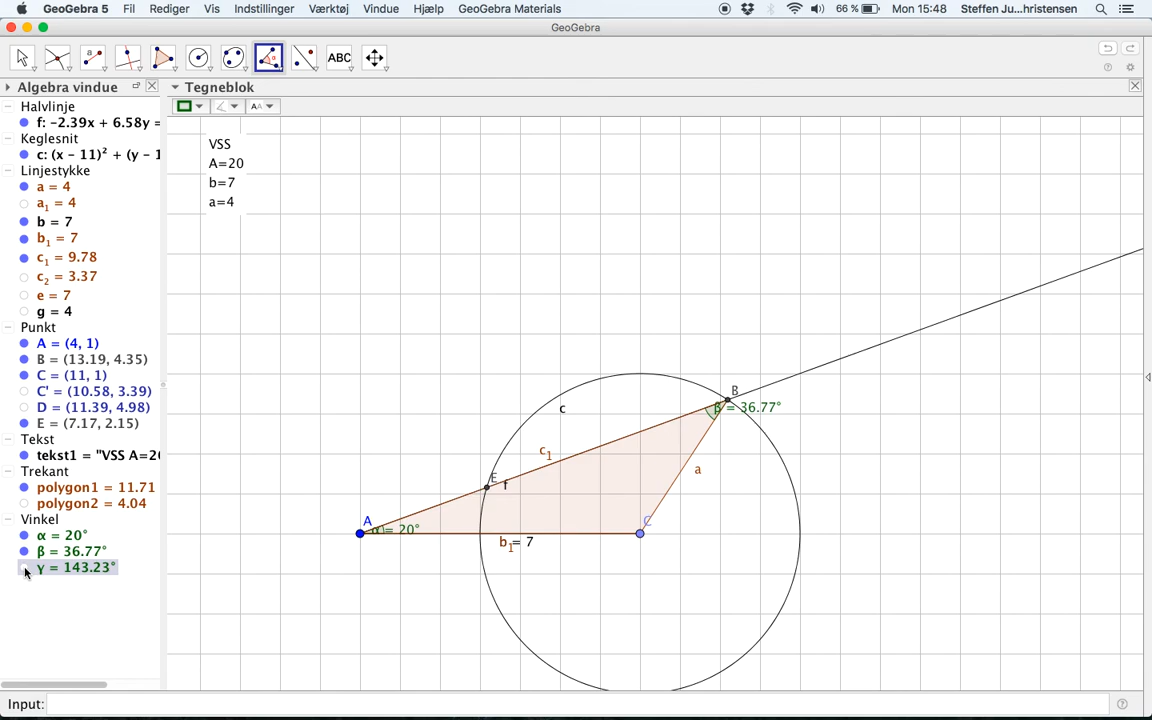 GeoGebra 5 Fil Rediger Vis Indstillinger Værktøj Vindue Hjælp GeoGebra Materials 66 % Mon 15:48 Steffen Ju...hristensen
GeoGebra
ABC
Algebra vindue
Tegneblok
AA
Halvlinje
f: -2.39x + 6.58y =
Keglesnit
c: (x - 11)² + (y - 1
Linjestykke
a = 4
a₁ = 4
b = 7
b₁ = 7
c₁ = 9.78
c₂ = 3.37
e = 7
g = 4
Punkt
A = (4, 1)
B = (13.19, 4.35)
C = (11, 1)
C' = (10.58, 3.39)
D = (11.39, 4.98)
E = (7.17, 2.15)
Tekst
tekst1 = "VSS A=20
Trekant
polygon1 = 11.71
polygon2 = 4.04
Vinkel
α = 20°
β = 36.77°
γ = 143.23°
VSS
A=20
b=7
a=4
B
β = 36.77°
c
c₁
a
E
f
A
α = 20°
C
b₁= 7
Input: